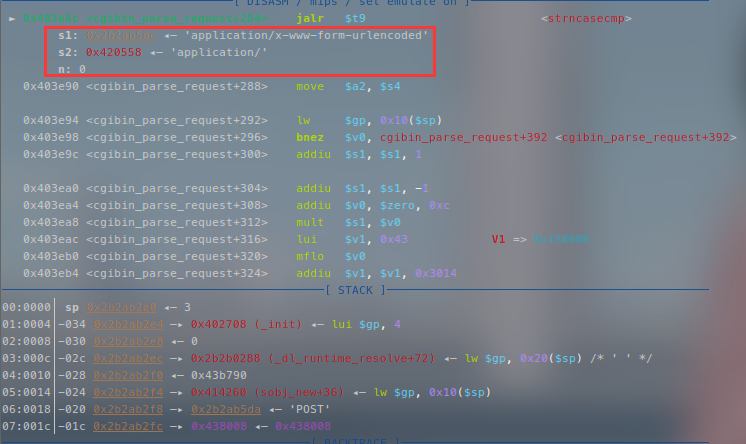 [ DISASM / mips / set emulate on ]
► jalr $t9 <strncasecmp>
s1: ◂— 'application/x-www-form-urlencoded'
s2: 0x420558 ◂— 'application/'
n: 0
0x403e90 <cgibin_parse_request+288> move $a2, $s4
0x403e94 <cgibin_parse_request+292> lw $gp, 0x10($sp)
0x403e98 <cgibin_parse_request+296> bnez $v0, cgibin_parse_request+392 <cgibin_parse_request+392>
0x403e9c <cgibin_parse_request+300> addiu $s1, $s1, 1
0x403ea0 <cgibin_parse_request+304> addiu $s1, $s1, -1
0x403ea4 <cgibin_parse_request+308> addiu $v0, $zero, 0xc
0x403ea8 <cgibin_parse_request+312> mult $s1, $v0
0x403eac <cgibin_parse_request+316> lui $v1, 0x43 V1 =>
0x403eb0 <cgibin_parse_request+320> mflo $v0
0x403eb4 <cgibin_parse_request+324> addiu $v1, $v1, 0x3014
[ STACK ]
00:0000│ sp 0x2b2ab2e0 ◂— 3
01:0004│-034 0x2b2ab2e4 —▸ 0x402708 (_init) ◂— lui $gp, 4
02:0008│-030 0x2b2ab2e8 ◂— 0
03:000c│-02c 0x2b2ab2ec —▸ 0x2b2b0288 (_dl_runtime_resolve+72) ◂— lw $gp, 0x20($sp) /* ' ' */
04:0010│-028 0x2b2ab2f0 ◂— 0x43b790
05:0014│-024 0x2b2ab2f4 —▸ 0x414260 (sobj_new+36) ◂— lw $gp, 0x10($sp)
06:0018│-020 0x2b2ab2f8 —▸ 0x2b2ab5da ◂— 'POST'
07:001c│-01c 0x2b2ab2fc —▸ 0x438008 ◂— 0x438008
[ BACKTRACE ]